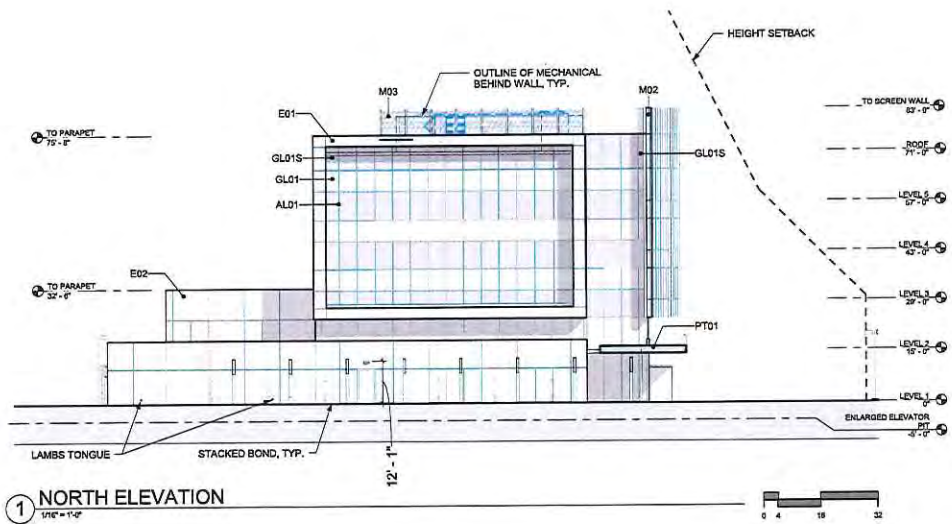 HEIGHT SETBACK
OUTLINE OF MECHANICAL
BEHIND WALL, TYP.
M03
M02
E01
TO SCREEN WALL
83' - 0"
TO PARAPET
75' - 8"
GL01S
GL01S
ROOF
71' - 0"
GL01
AL01
LEVEL 5
57' - 0"
LEVEL 4
43' - 0"
E02
TO PARAPET
32' - 6"
LEVEL 3
29' - 0"
PT01
LEVEL 2
15' - 0"
LEVEL 1
0"
ENLARGED ELEVATOR
PIT
-5' - 0"
LAMBS TONGUE
STACKED BOND, TYP.
12' - 1"
1 NORTH ELEVATION
1/16" = 1'-0"
0 4 16 32